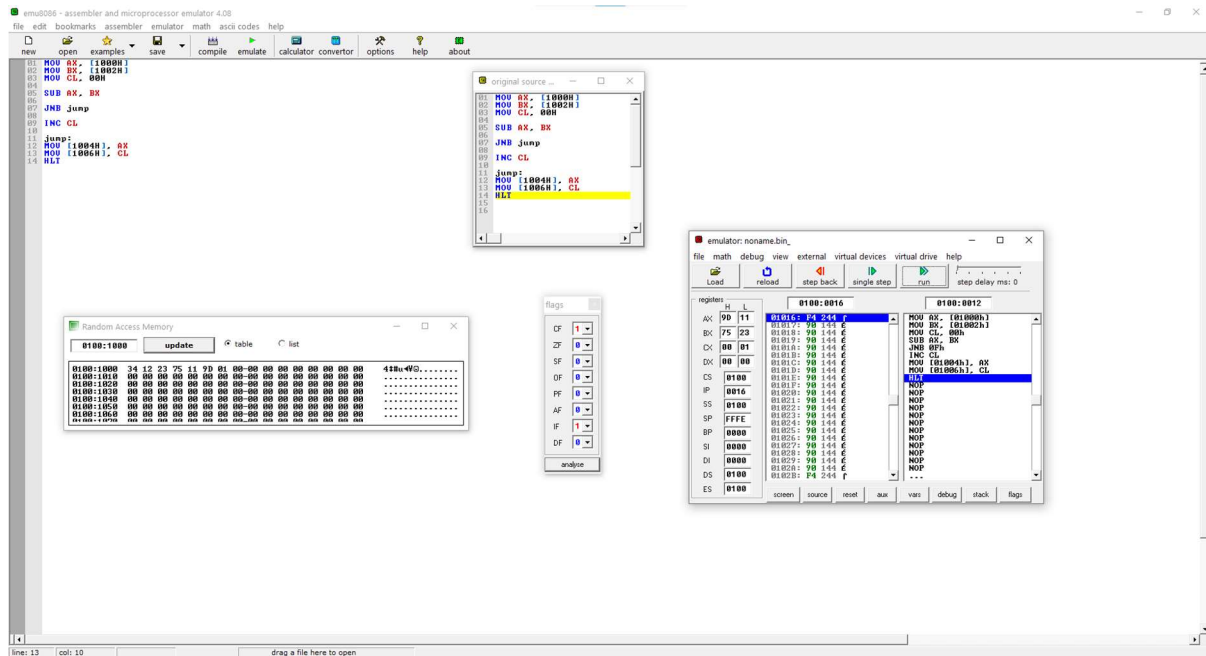 emu8086 - assembler and microprocessor emulator 4.08
file edit bookmarks assembler emulator math ascii codes help
new open examples save compile emulate calculator convertor options help about
01 MOV AX, [1000H]
02 MOV BX, [1002H]
03 MOV CL, 00H
04
05 SUB AX, BX
06
07 JNB jump
08
09 INC CL
10
11 jump:
12 MOV [1004H], AX
13 MOV [1006H], CL
14 HLT
original source ...
01 MOV AX, [1000H]
02 MOV BX, [1002H]
03 MOV CL, 00H
04
05 SUB AX, BX
06
07 JNB jump
08
09 INC CL
10
11 jump:
12 MOV [1004H], AX
13 MOV [1006H], CL
14 HLT
15
16
Random Access Memory
0100:1000 update table list
0100:1000 34 12 23 75 11 9D 01 00-00 00 00 00 00 00 00 00
0100:1010 00 00 00 00 00 00 00 00-00 00 00 00 00 00 00 00 ................
0100:1020 00 00 00 00 00 00 00 00-00 00 00 00 00 00 00 00 ................
0100:1030 00 00 00 00 00 00 00 00-00 00 00 00 00 00 00 00 ................
0100:1040 00 00 00 00 00 00 00 00-00 00 00 00 00 00 00 00 ................
0100:1050 00 00 00 00 00 00 00 00-00 00 00 00 00 00 00 00 ................
0100:1060 00 00 00 00 00 00 00 00-00 00 00 00 00 00 00 00 ................
flags
CF 1
ZF 0
SF 0
OF 0
PF 0
AF 0
IF 1
DF 0
analyse
emulator: noname.bin_
file math debug view external virtual devices virtual drive help
Load reload step back single step run step delay ms: 0
registers
H L
AX 9D 11
BX 75 23
CX 00 01
DX 00 00
CS 0100
IP 0016
SS 0100
SP FFFE
BP 0000
SI 0000
DI 0000
DS 0100
ES 0100
0100:0016
01016: F4 244 ⌠
01017: 90 144 É
01018: 90 144 É
01019: 90 144 É
0101A: 90 144 É
0101B: 90 144 É
0101C: 90 144 É
0101D: 90 144 É
0101E: 90 144 É
0101F: 90 144 É
01020: 90 144 É
01021: 90 144 É
01022: 90 144 É
01023: 90 144 É
01024: 90 144 É
01025: 90 144 É
01026: 90 144 É
01027: 90 144 É
01028: 90 144 É
01029: 90 144 É
0102A: 90 144 É
0102B: F4 244 ⌠
0100:0012
MOV AX, [01000h]
MOV BX, [01002h]
MOV CL, 00h
SUB AX, BX
JNB 0Fh
INC CL
MOV [01004h], AX
MOV [01006h], CL
HLT
NOP
NOP
NOP
NOP
NOP
NOP
NOP
NOP
NOP
NOP
NOP
NOP
...
screen source reset aux vars debug stack flags
line: 13 col: 10 drag a file here to open